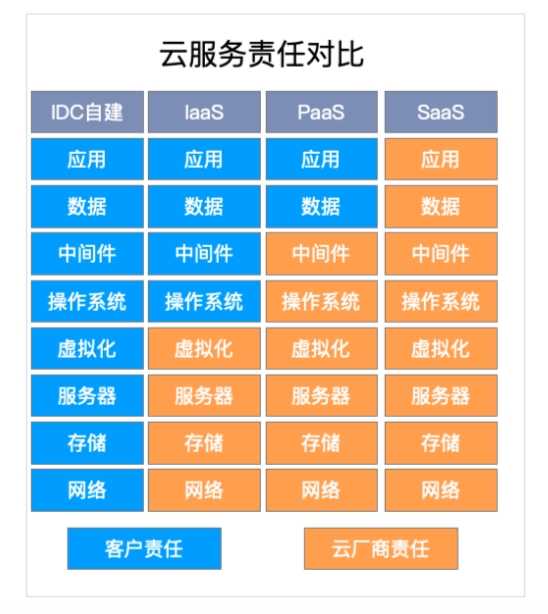 云服务责任对比
IDC自建 IaaS PaaS SaaS
应用 应用 应用 应用
数据 数据 数据 数据
中间件 中间件 中间件 中间件
操作系统 操作系统 操作系统 操作系统
虚拟化 虚拟化 虚拟化 虚拟化
服务器 服务器 服务器 服务器
存储 存储 存储 存储
网络 网络 网络 网络
客户责任 云厂商责任